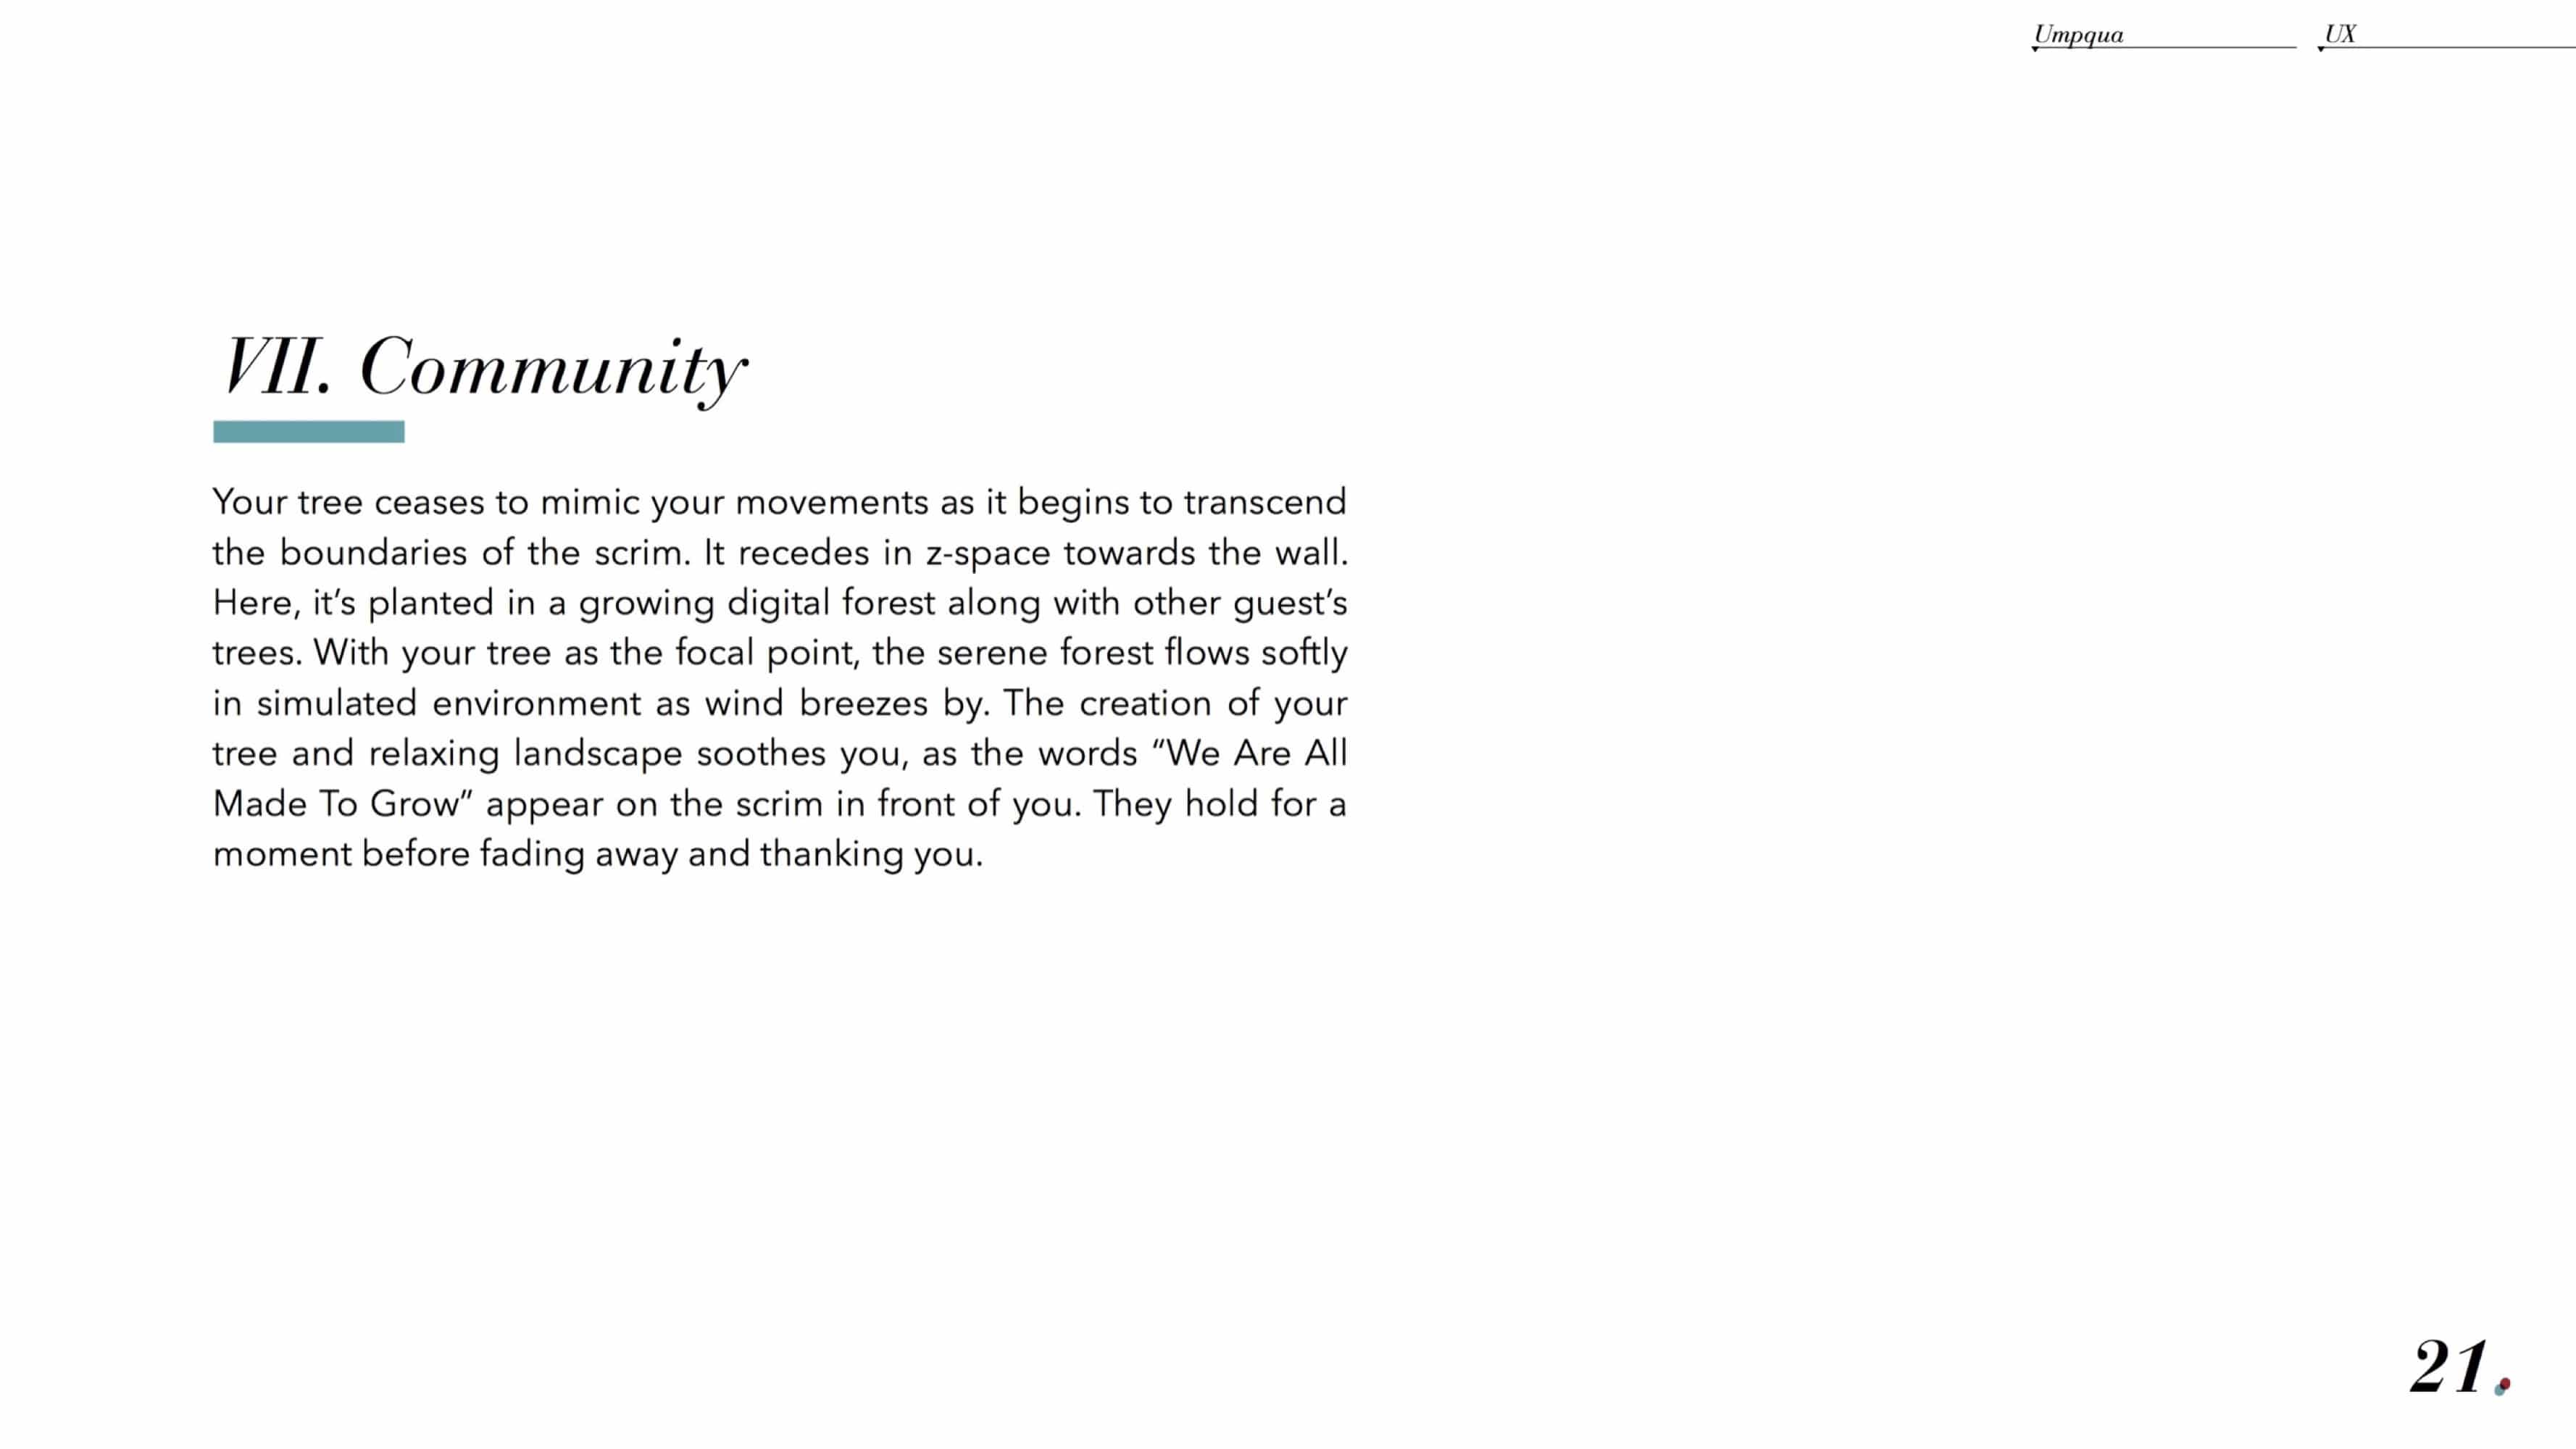 Umpqua
UX
VII. Community
Your tree ceases to mimic your movements as it begins to transcend
the boundaries of the scrim. It recedes in z-space towards the wall.
Here, it’s planted in a growing digital forest along with other guest’s
trees. With your tree as the focal point, the serene forest flows softly
in simulated environment as wind breezes by. The creation of your
tree and relaxing landscape soothes you, as the words “We Are All
Made To Grow” appear on the scrim in front of you. They hold for a
moment before fading away and thanking you.
21.